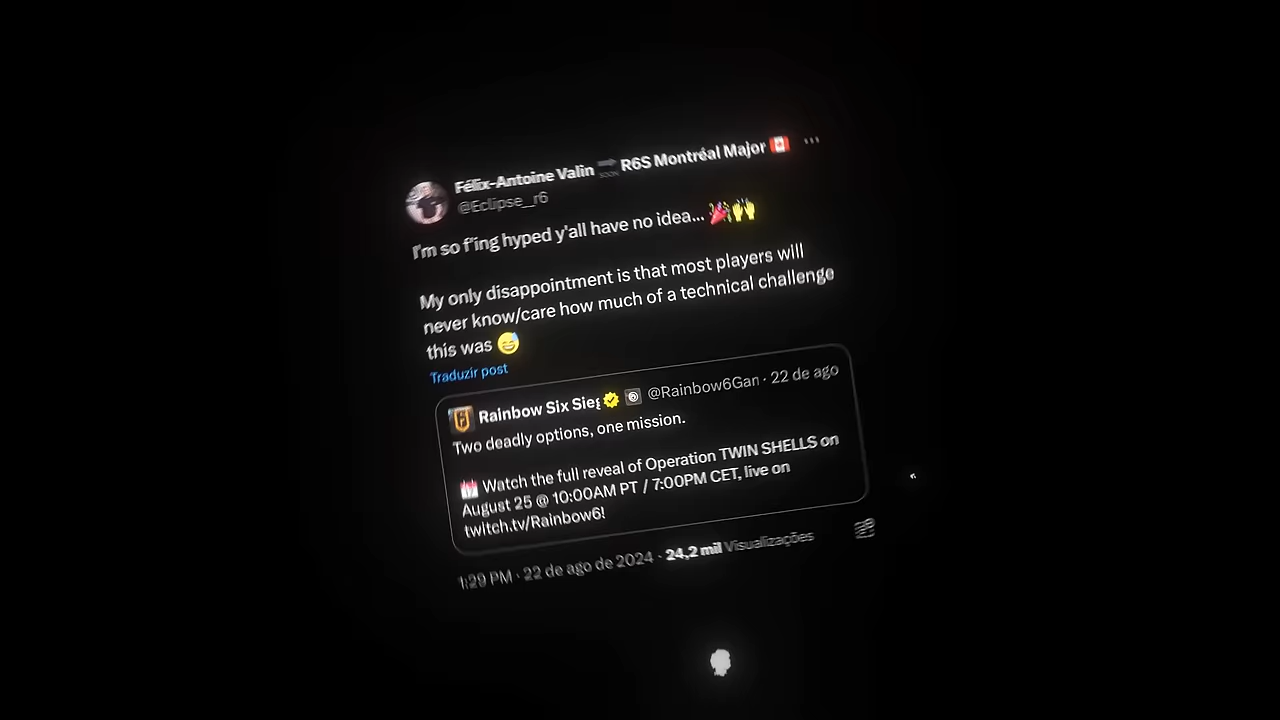 Félix-Antoine Valin SOON R6S Montréal Major
@Eclipse_r6
I'm so f'ing hyped y'all have no idea... 🎉🙌
My only disappointment is that most players will
never know/care how much of a technical challenge
this was 😅
Traduzir post
Rainbow Six Sieg @Rainbow6Gam · 22 de ago
Two deadly options, one mission.
📅 Watch the full reveal of Operation TWIN SHELLS on
August 25 @ 10:00AM PT / 7:00PM CET, live on
twitch.tv/Rainbow6!
1:29 PM · 22 de ago de 2024 · 24,2 mil Visualizações